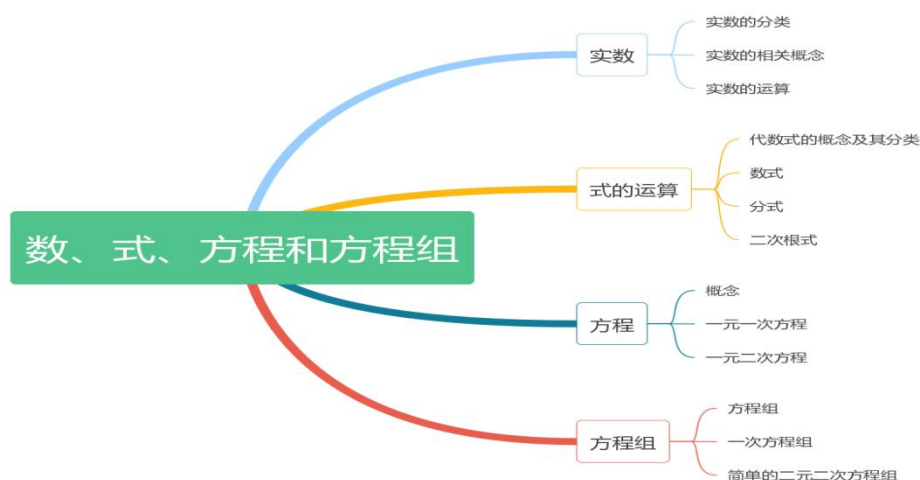 数、式、方程和方程组
实数
实数的分类
实数的相关概念
实数的运算
式的运算
代数式的概念及其分类
数式
分式
二次根式
方程
概念
一元一次方程
一元二次方程
方程组
方程组
一次方程组
简单的二元二次方程组